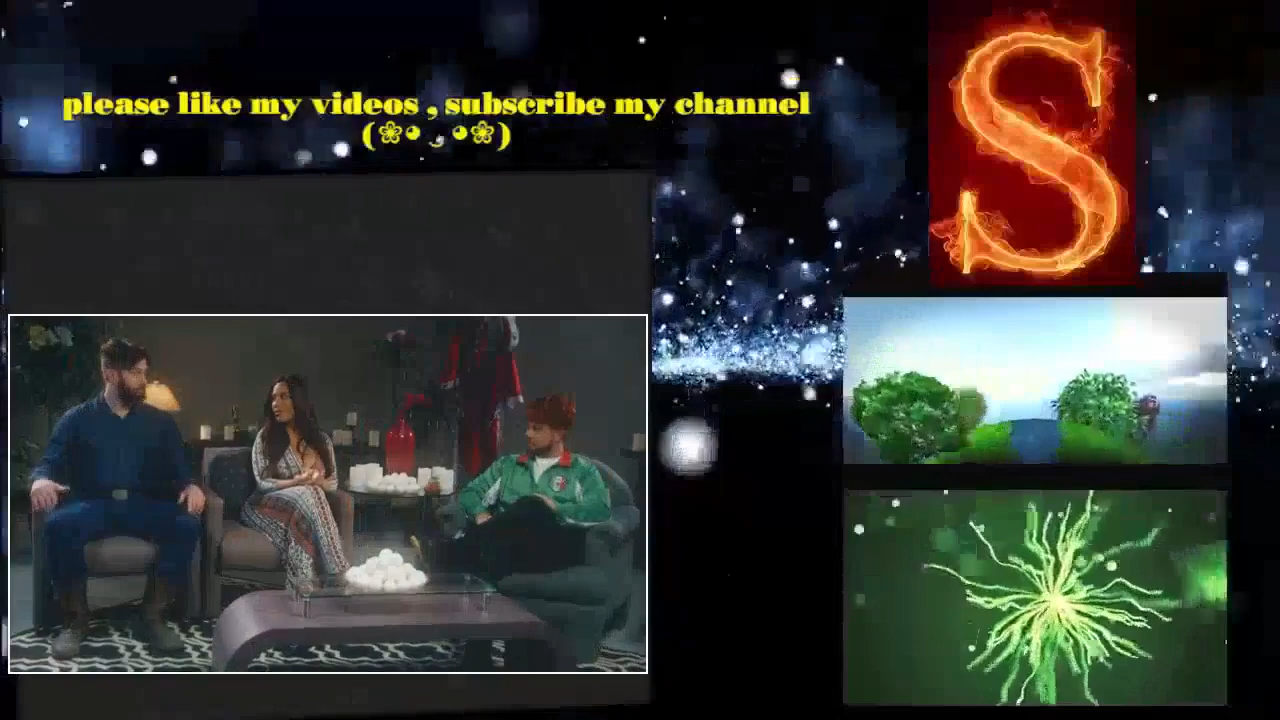 please like my videos , subscribe my channel
(❀◕ ‿ ◕❀)
S